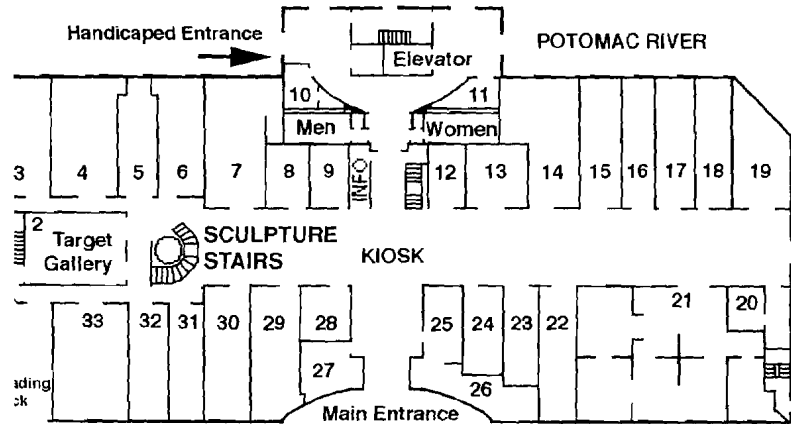 Handicaped Entrance
POTOMAC RIVER
Elevator
10
11
Men
Women
3
4
5
6
7
8
9
INFO
12
13
14
15
16
17
18
19
2
Target
Gallery
SCULPTURE
STAIRS
KIOSK
33
32
31
30
29
28
25
24
23
22
21
20
27
26
ading
ck
Main Entrance